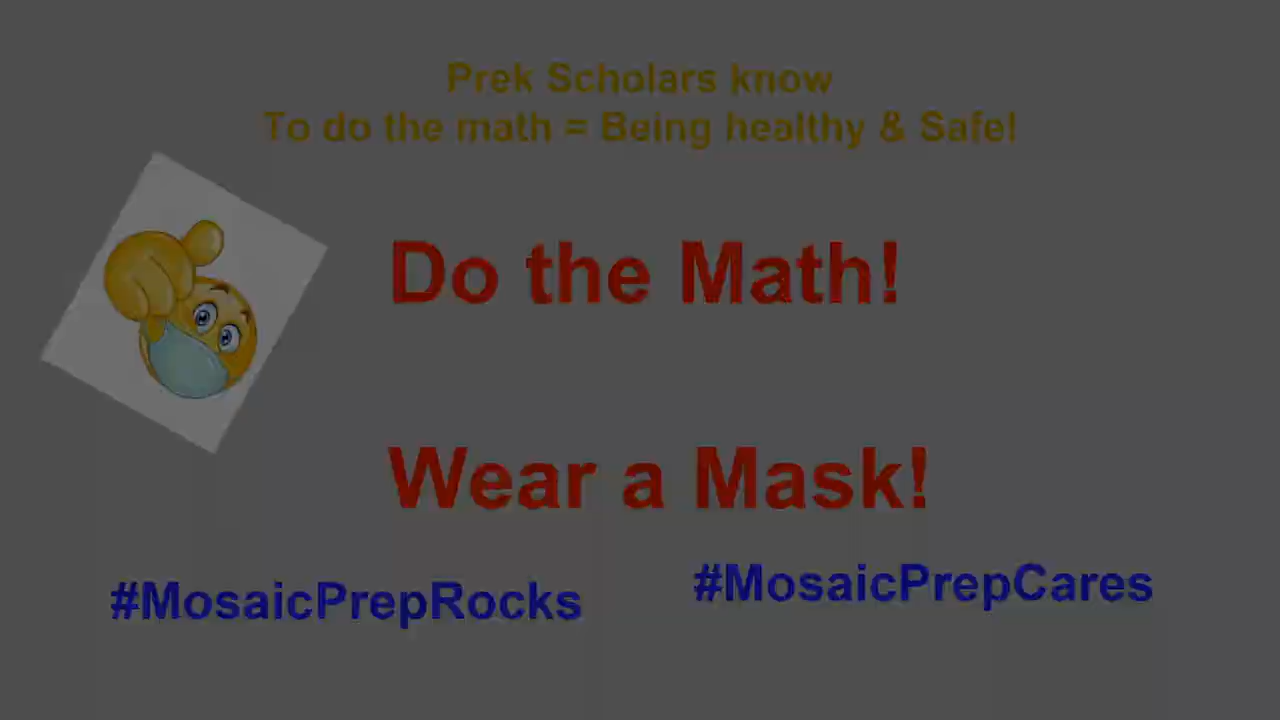 Prek Scholars know
To do the math = Being healthy & Safe!
Do the Math!
Wear a Mask!
#MosaicPrepRocks
#MosaicPrepCares